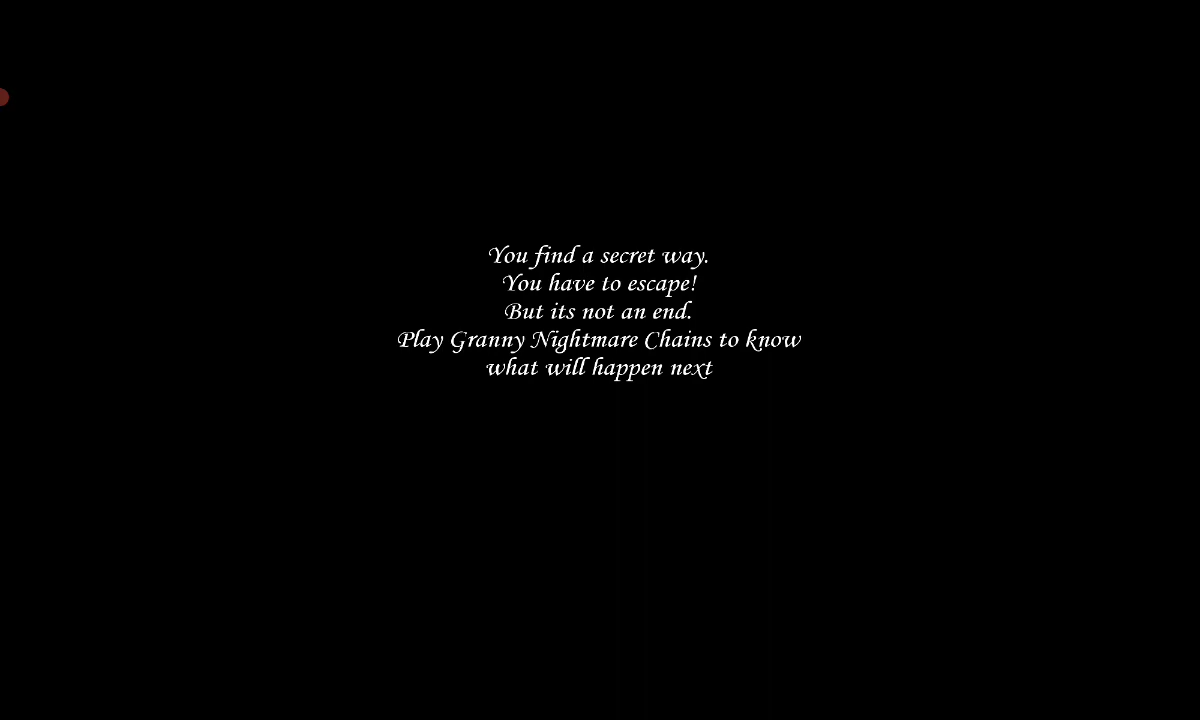 You find a secret way.
You have to escape!
But its not an end.
Play Granny Nightmare Chains to know
what will happen next